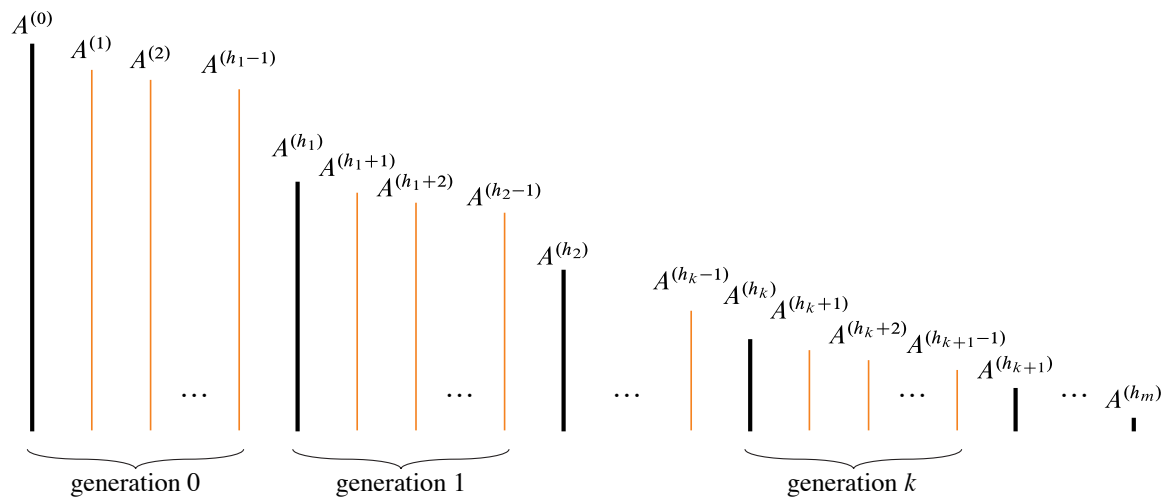 A^{(0)}
A^{(1)}
A^{(2)}
A^{(h_1−1)}
A^{(h_1)}
A^{(h_1+1)}
A^{(h_1+2)}
A^{(h_2−1)}
A^{(h_2)}
A^{(h_k−1)}
A^{(h_k)}
A^{(h_k+1)}
A^{(h_k+2)}
A^{(h_{k+1}−1)}
A^{(h_{k+1})}
A^{(h_m)}
⋯ ⋯ ⋯ ⋯ ⋯
generation 0
generation 1
generation k